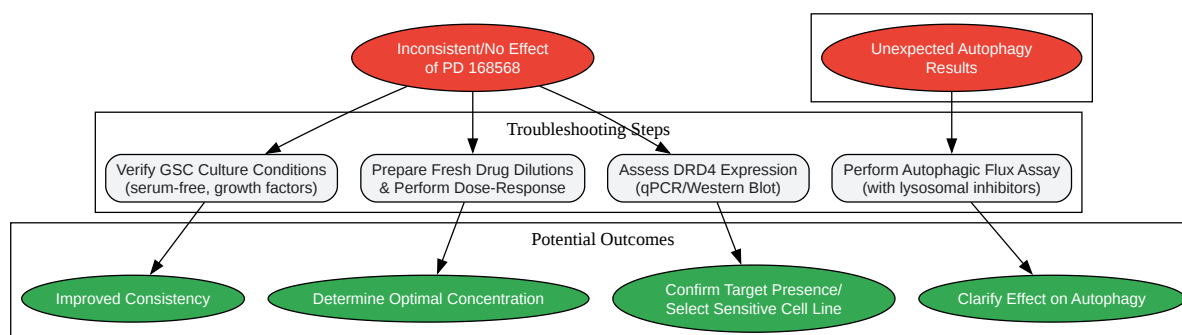 Inconsistent/No Effect
of PD 168568
Unexpected Autophagy
Results
Troubleshooting Steps
Verify GSC Culture Conditions
(serum-free, growth factors)
Prepare Fresh Drug Dilutions
& Perform Dose-Response
Assess DRD4 Expression
(qPCR/Western Blot)
Perform Autophagic Flux Assay
(with lysosomal inhibitors)
Potential Outcomes
Improved Consistency
Determine Optimal Concentration
Confirm Target Presence/
Select Sensitive Cell Line
Clarify Effect on Autophagy